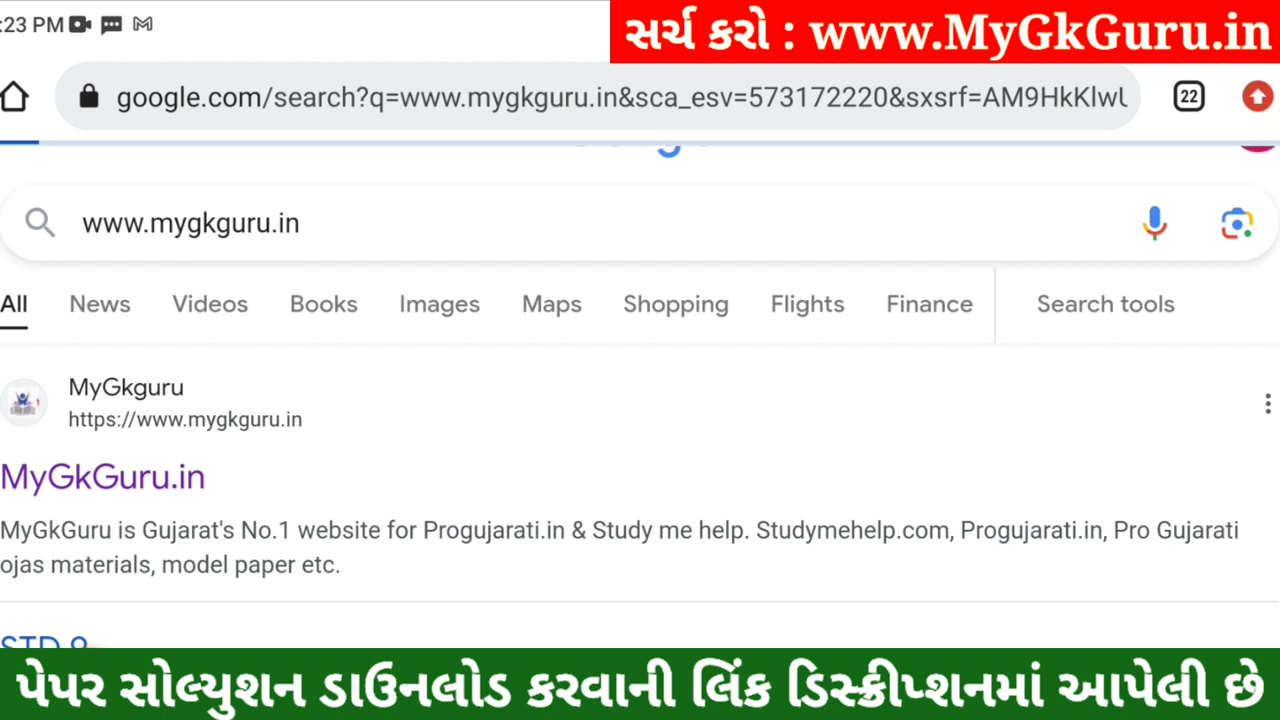 :23 PM
સર્ચ કરો : www.MyGkGuru.in
google.com/search?q=www.mygkguru.in&sca_esv=573172220&sxsrf=AM9HkKlwU
22
www.mygkguru.in
All News Videos Books Images Maps Shopping Flights Finance Search tools
MyGkguru
https://www.mygkguru.in
MyGkGuru.in
MyGkGuru is Gujarat's No.1 website for Progujarati.in & Study me help. Studymehelp.com, Progujarati.in, Pro Gujarati
ojas materials, model paper etc.
STD 9
પેપર સોલ્યુશન ડાઉનલોડ કરવાની લિંક ડિસ્ક્રીપ્શનમાં આપેલી છે